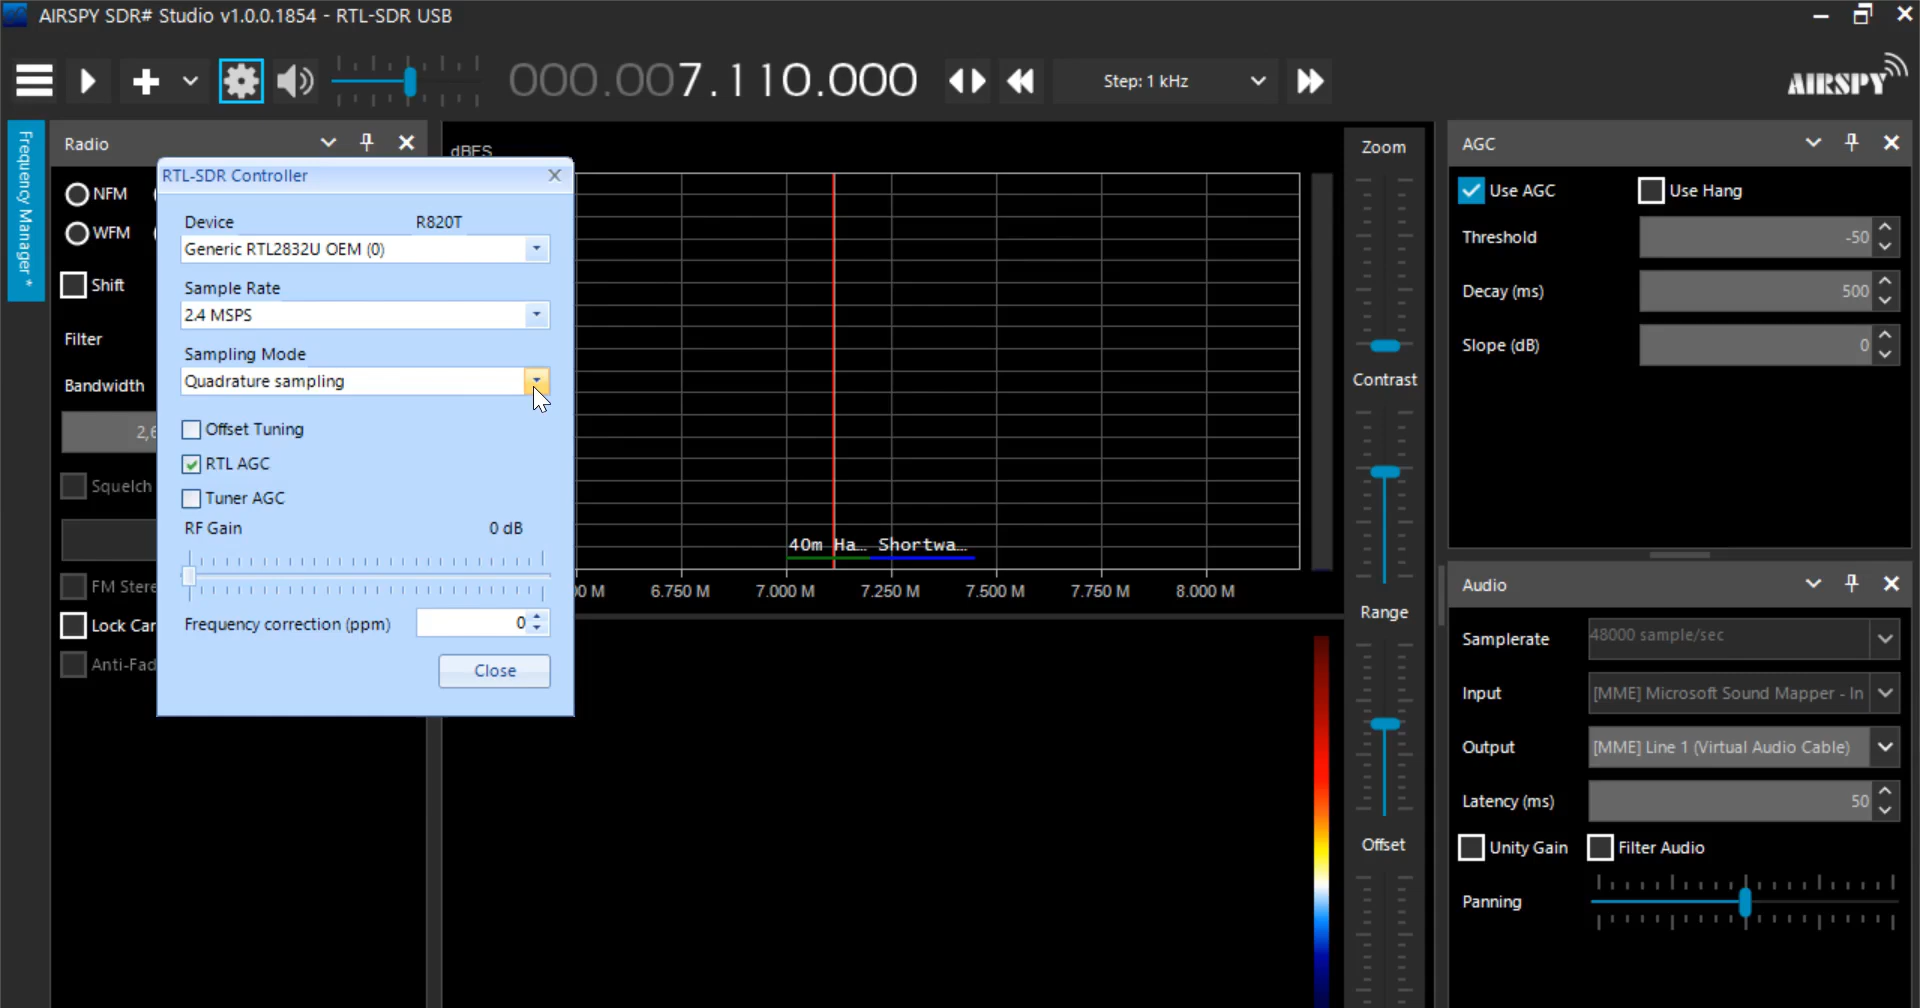 AIRSPY SDR# Studio v1.0.0.1854 - RTL-SDR USB
000.007.110.000
Step: 1 kHz
AIRSPY
Frequency Manager *
Radio
NFM
WFM
Shift
Filter
Bandwidth
2,6
Squelch
FM Stere
Lock Car
Anti-Fad
RTL-SDR Controller
Device R820T
Generic RTL2832U OEM (0)
Sample Rate
2.4 MSPS
Sampling Mode
Quadrature sampling
Offset Tuning
RTL AGC
Tuner AGC
RF Gain 0 dB
Frequency correction (ppm) 0
Close
dBFS
40m Ha… Shortwa…
00 M 6.750 M 7.000 M 7.250 M 7.500 M 7.750 M 8.000 M
Zoom
Contrast
Range
Offset
AGC
Use AGC Use Hang
Threshold -50
Decay (ms) 500
Slope (dB) 0
Audio
Samplerate 48000 sample/sec
Input [MME] Microsoft Sound Mapper - In
Output [MME] Line 1 (Virtual Audio Cable)
Latency (ms) 50
Unity Gain Filter Audio
Panning